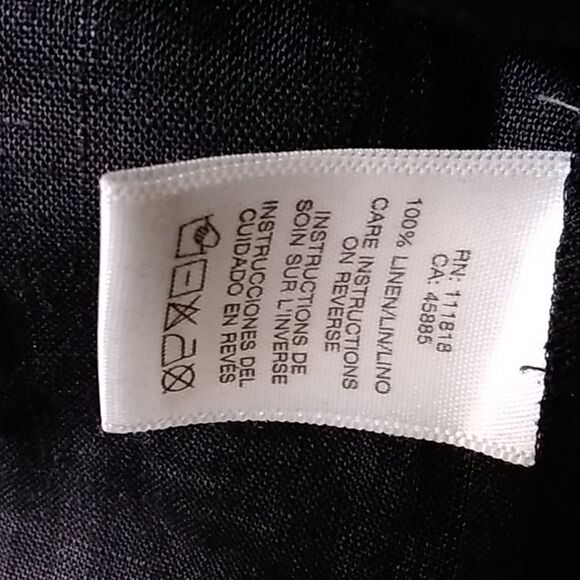 RN: 111818
CA: 45885
100% LINEN/LIN/LINO
CARE INSTRUCTIONS
ON REVERSE
INSTRUCTIONS DE
SOIN SUR L'INVERSE
INSTRUCCIONES DEL
CUIDADO EN REVÉS